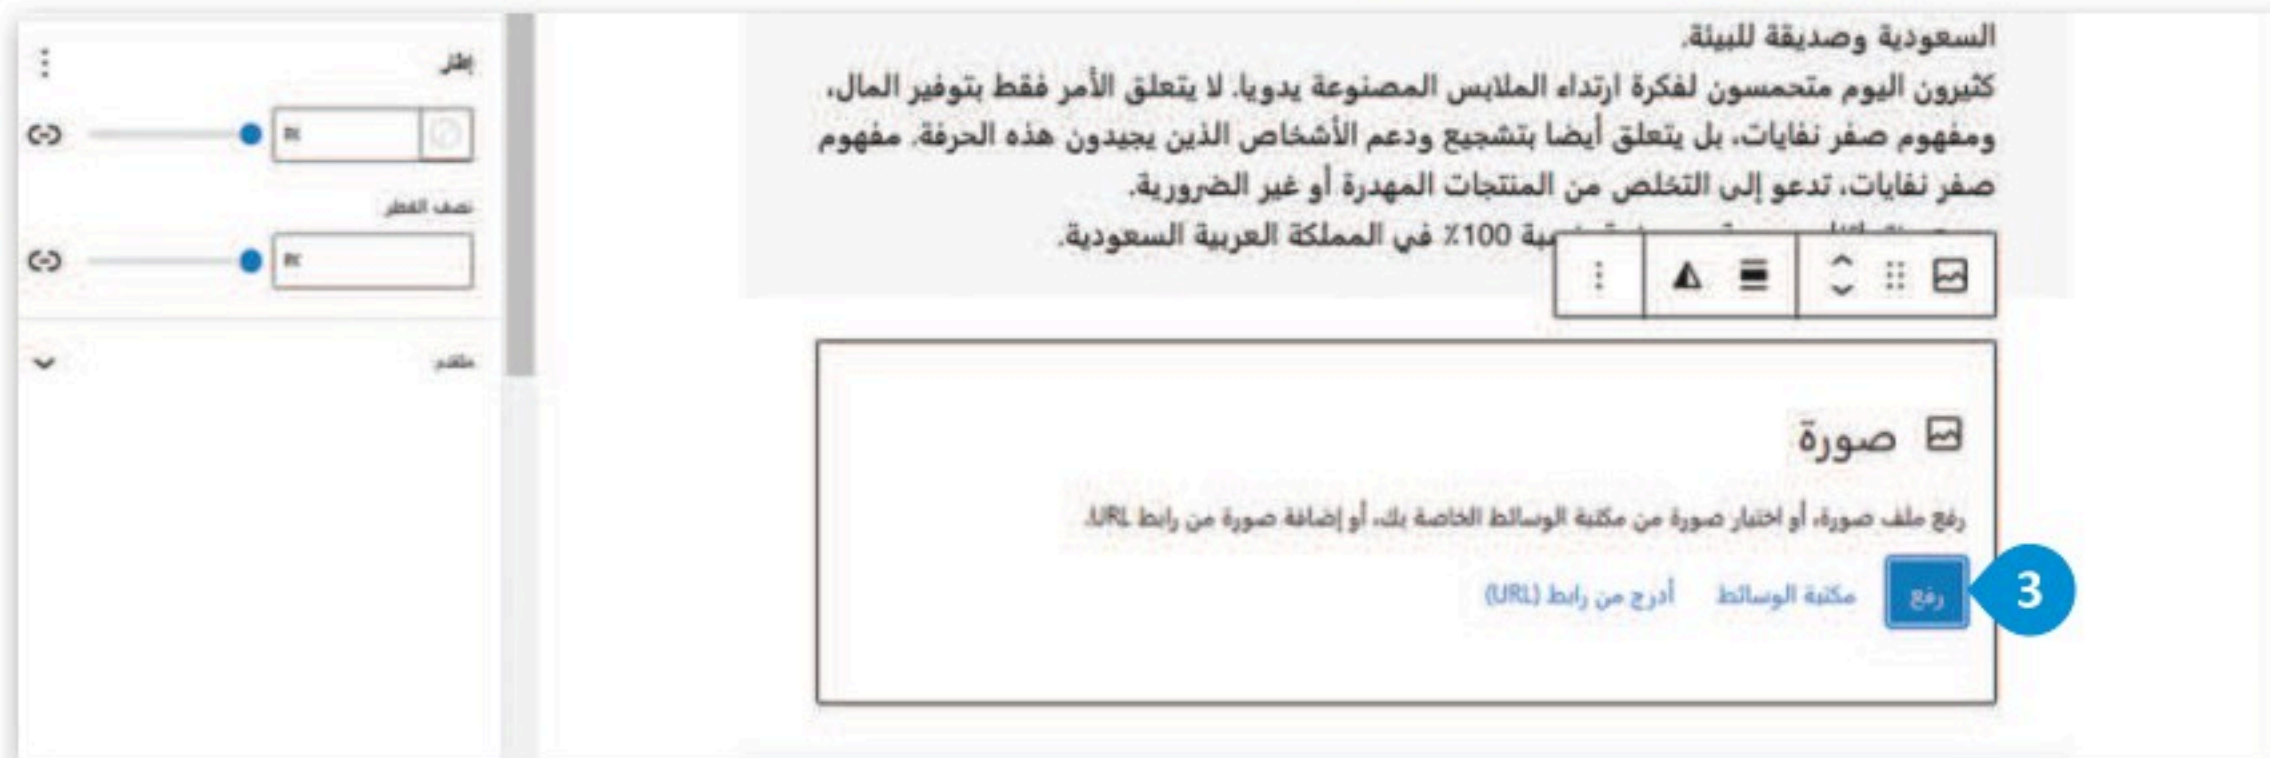 السعودية وصديقة للبيئة.
كثيرون اليوم متحمسون لفكرة ارتداء الملابس المصنوعة يدويا. لا يتعلق الأمر فقط بتوفير المال،
ومفهوم صفر نفايات، بل يتعلق أيضا بتشجيع ودعم الأشخاص الذين يجيدون هذه الحرفة. مفهوم
صفر نفايات، تدعو إلى التخلص من المنتجات المهدرة أو غير الضرورية.
100٪ في المملكة العربية السعودية.
صورة
رفع ملف صورة، أو اختيار صورة من مكتبة الوسائط الخاصة بك، أو إضافة صورة من رابط URL.
رفع مكتبة الوسائط أدرج من رابط (URL)
3
إطار
نصف القطر
متقدم